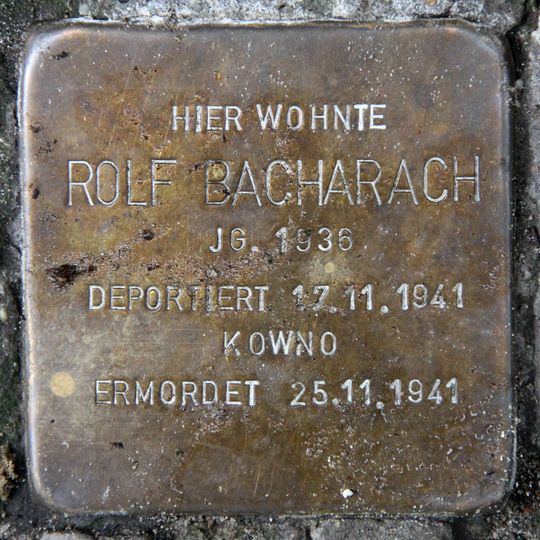 HIER WOHNTE
ROLF BACHARACH
JG. 1936
DEPORTIERT 17.11.1941
KOWNO
ERMORDET 25.11.1941